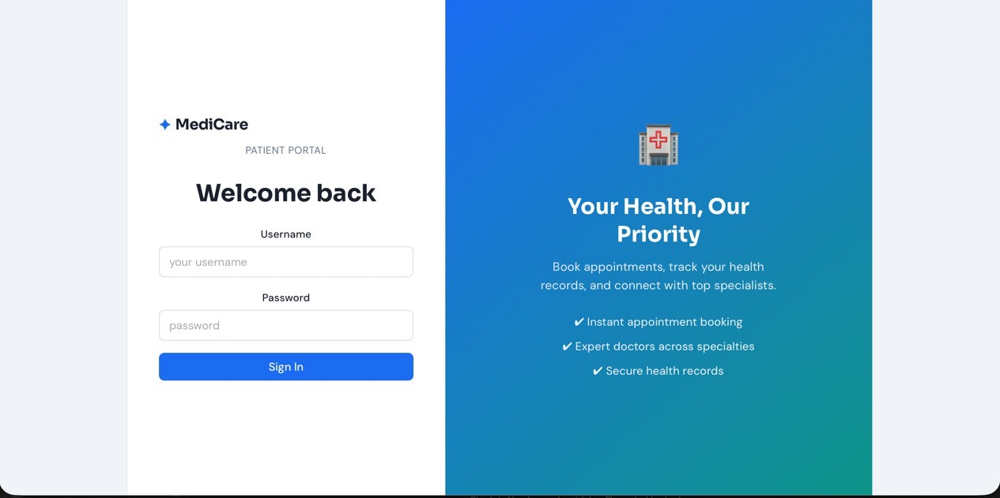 ✦ MediCare
PATIENT PORTAL
Welcome back
Username
your username
Password
password
Sign In
Your Health, Our
Priority
Book appointments, track your health
records, and connect with top specialists.
✔ Instant appointment booking
✔ Expert doctors across specialties
✔ Secure health records